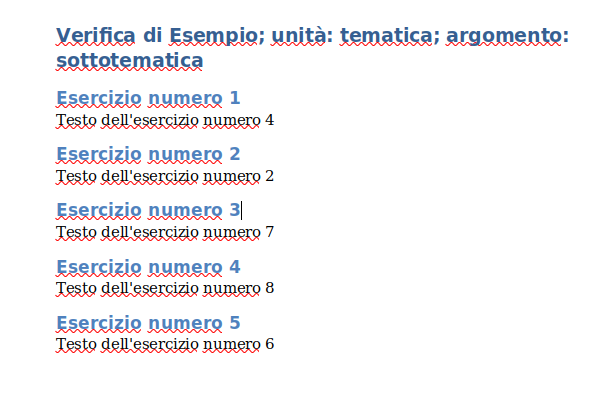 Verifica di Esempio; unità: tematica; argomento:
sottotematica
Esercizio numero 1
Testo dell'esercizio numero 4
Esercizio numero 2
Testo dell'esercizio numero 2
Esercizio numero 3
Testo dell'esercizio numero 7
Esercizio numero 4
Testo dell'esercizio numero 8
Esercizio numero 5
Testo dell'esercizio numero 6